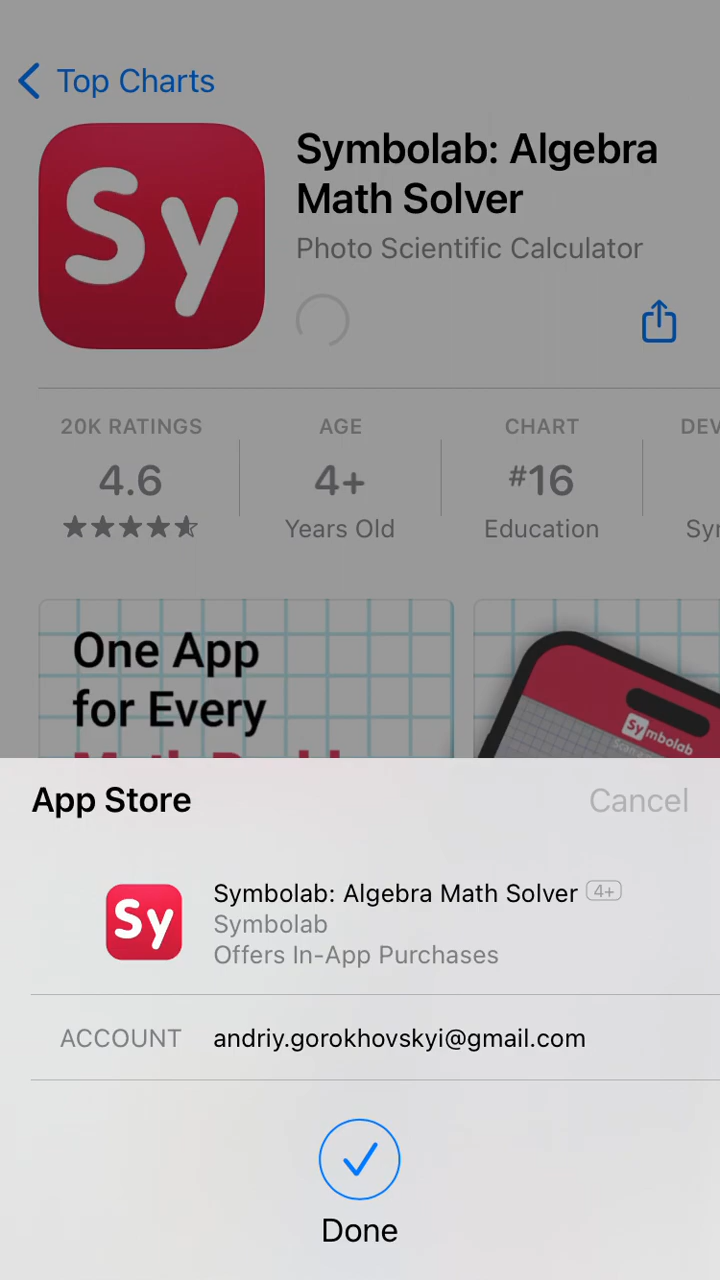 Top Charts
Sy
Symbolab: Algebra
Math Solver
Photo Scientific Calculator
20K RATINGS
AGE
CHART
DEV
4.6
4+
#16
Years Old
Education
Syr
One App
for Every
Symbolab
App Store
Cancel
Sy
Symbolab: Algebra Math Solver 4+
Symbolab
Offers In-App Purchases
ACCOUNT
andriy.gorokhovskyi@gmail.com
Done